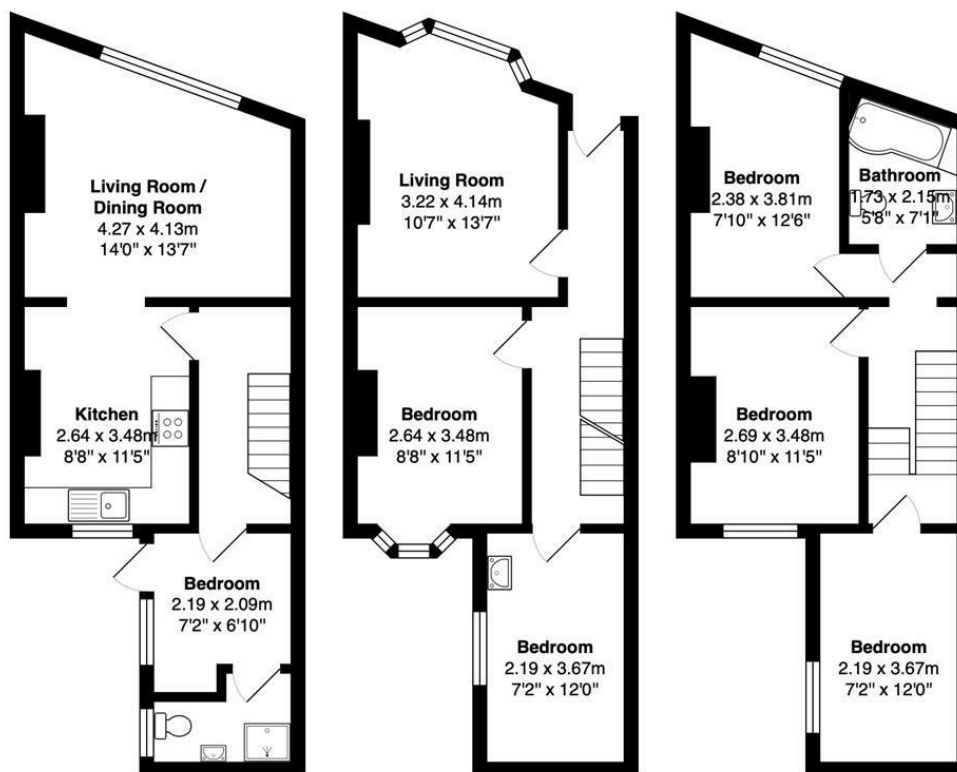 Living Room /
Dining Room
4.27 x 4.13m
14'0" x 13'7"
Kitchen
2.64 x 3.48m
8'8" x 11'5"
Bedroom
2.19 x 2.09m
7'2" x 6'10"
Living Room
3.22 x 4.14m
10'7" x 13'7"
Bedroom
2.64 x 3.48m
8'8" x 11'5"
Bedroom
2.19 x 3.67m
7'2" x 12'0"
Bedroom
2.38 x 3.81m
7'10" x 12'6"
Bathroom
1.73 x 2.15m
5'8" x 7'1"
Bedroom
2.69 x 3.48m
8'10" x 11'5"
Bedroom
2.19 x 3.67m
7'2" x 12'0"